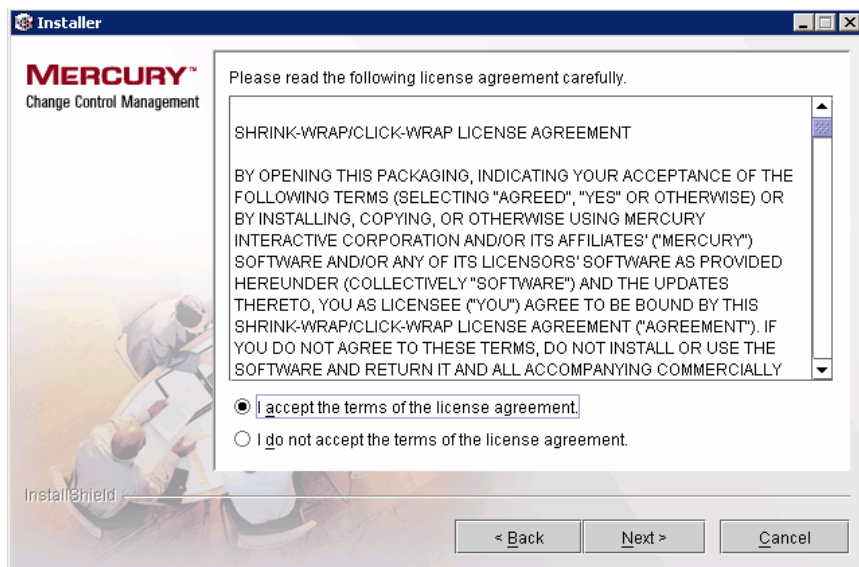 Installer
MERCURY™
Change Control Management
Please read the following license agreement carefully.
SHRINK-WRAP/CLICK-WRAP LICENSE AGREEMENT
BY OPENING THIS PACKAGING, INDICATING YOUR ACCEPTANCE OF THE
FOLLOWING TERMS (SELECTING "AGREED", "YES" OR OTHERWISE) OR
BY INSTALLING, COPYING, OR OTHERWISE USING MERCURY
INTERACTIVE CORPORATION AND/OR ITS AFFILIATES' ("MERCURY")
SOFTWARE AND/OR ANY OF ITS LICENSORS' SOFTWARE AS PROVIDED
HEREUNDER (COLLECTIVELY "SOFTWARE") AND THE UPDATES
THERETO, YOU AS LICENSEE ("YOU") AGREE TO BE BOUND BY THIS
SHRINK-WRAP/CLICK-WRAP LICENSE AGREEMENT ("AGREEMENT"). IF
YOU DO NOT AGREE TO THESE TERMS, DO NOT INSTALL OR USE THE
SOFTWARE AND RETURN IT AND ALL ACCOMPANYING COMMERCIALLY
I accept the terms of the license agreement.
I do not accept the terms of the license agreement.
InstallShield
< Back
Next >
Cancel